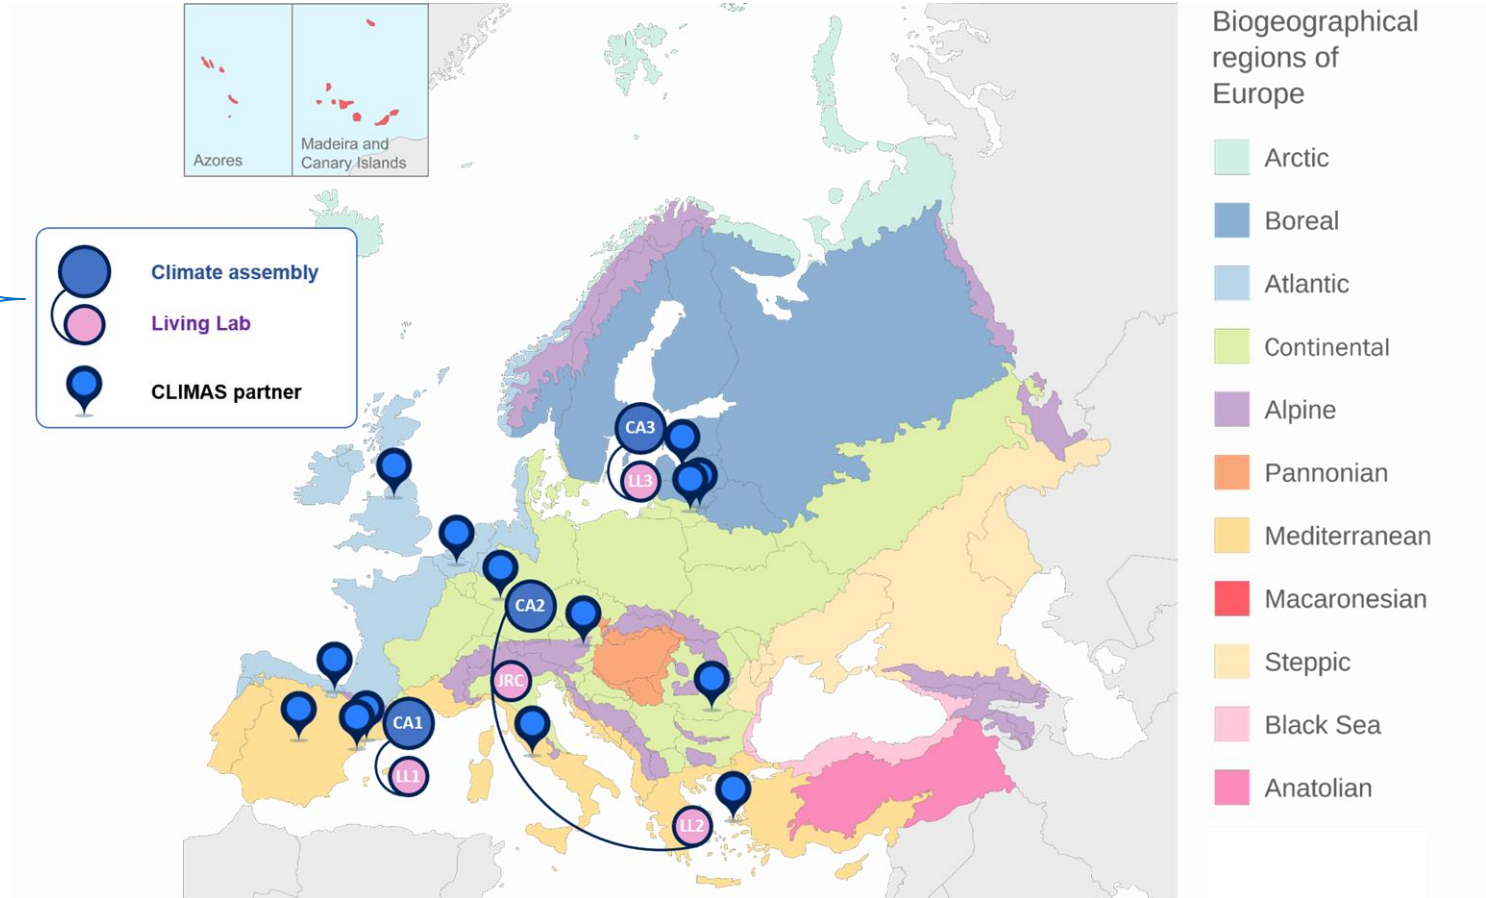 Azores
Madeira and
Canary Islands
Climate assembly
Living Lab
CLIMAS partner
CA3
LL3
CA2
JRC
CA1
LL1
LL2
Biogeographical
regions of
Europe
Arctic
Boreal
Atlantic
Continental
Alpine
Pannonian
Mediterranean
Macaronesian
Steppic
Black Sea
Anatolian